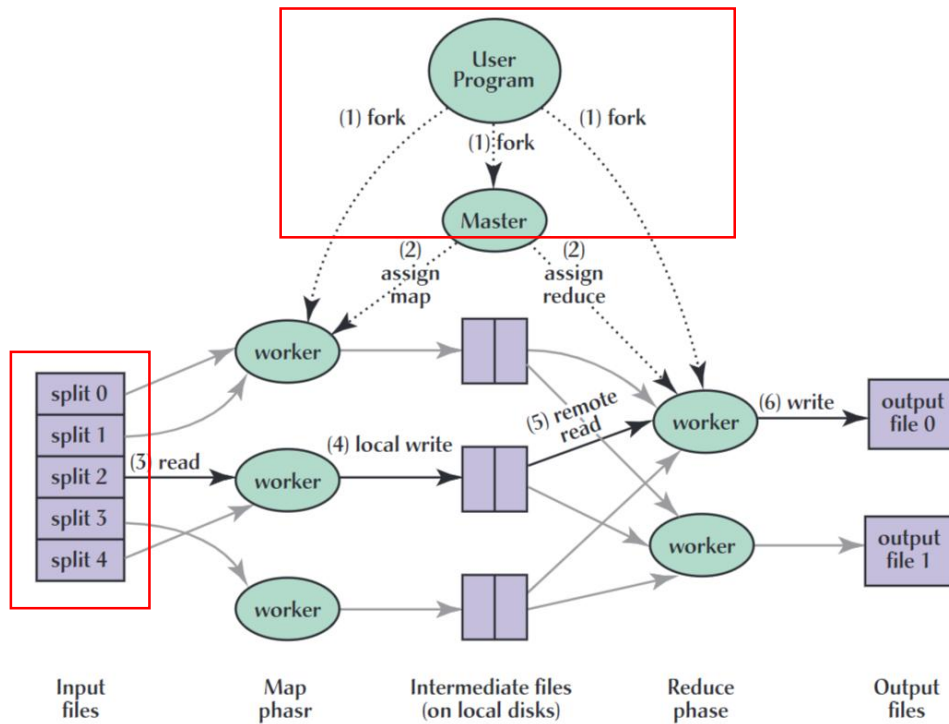 User
Program
(1) fork
(1) fork
(1) fork
Master
(2)
assign
map
(2)
assign
reduce
split 0
split 1
split 2
split 3
split 4
(3) read
worker
worker
worker
(4) local write
(5) remote
read
worker
worker
(6) write
output
file 0
output
file 1
Input
files
Map
phasr
Intermediate files
(on local disks)
Reduce
phase
Output
files